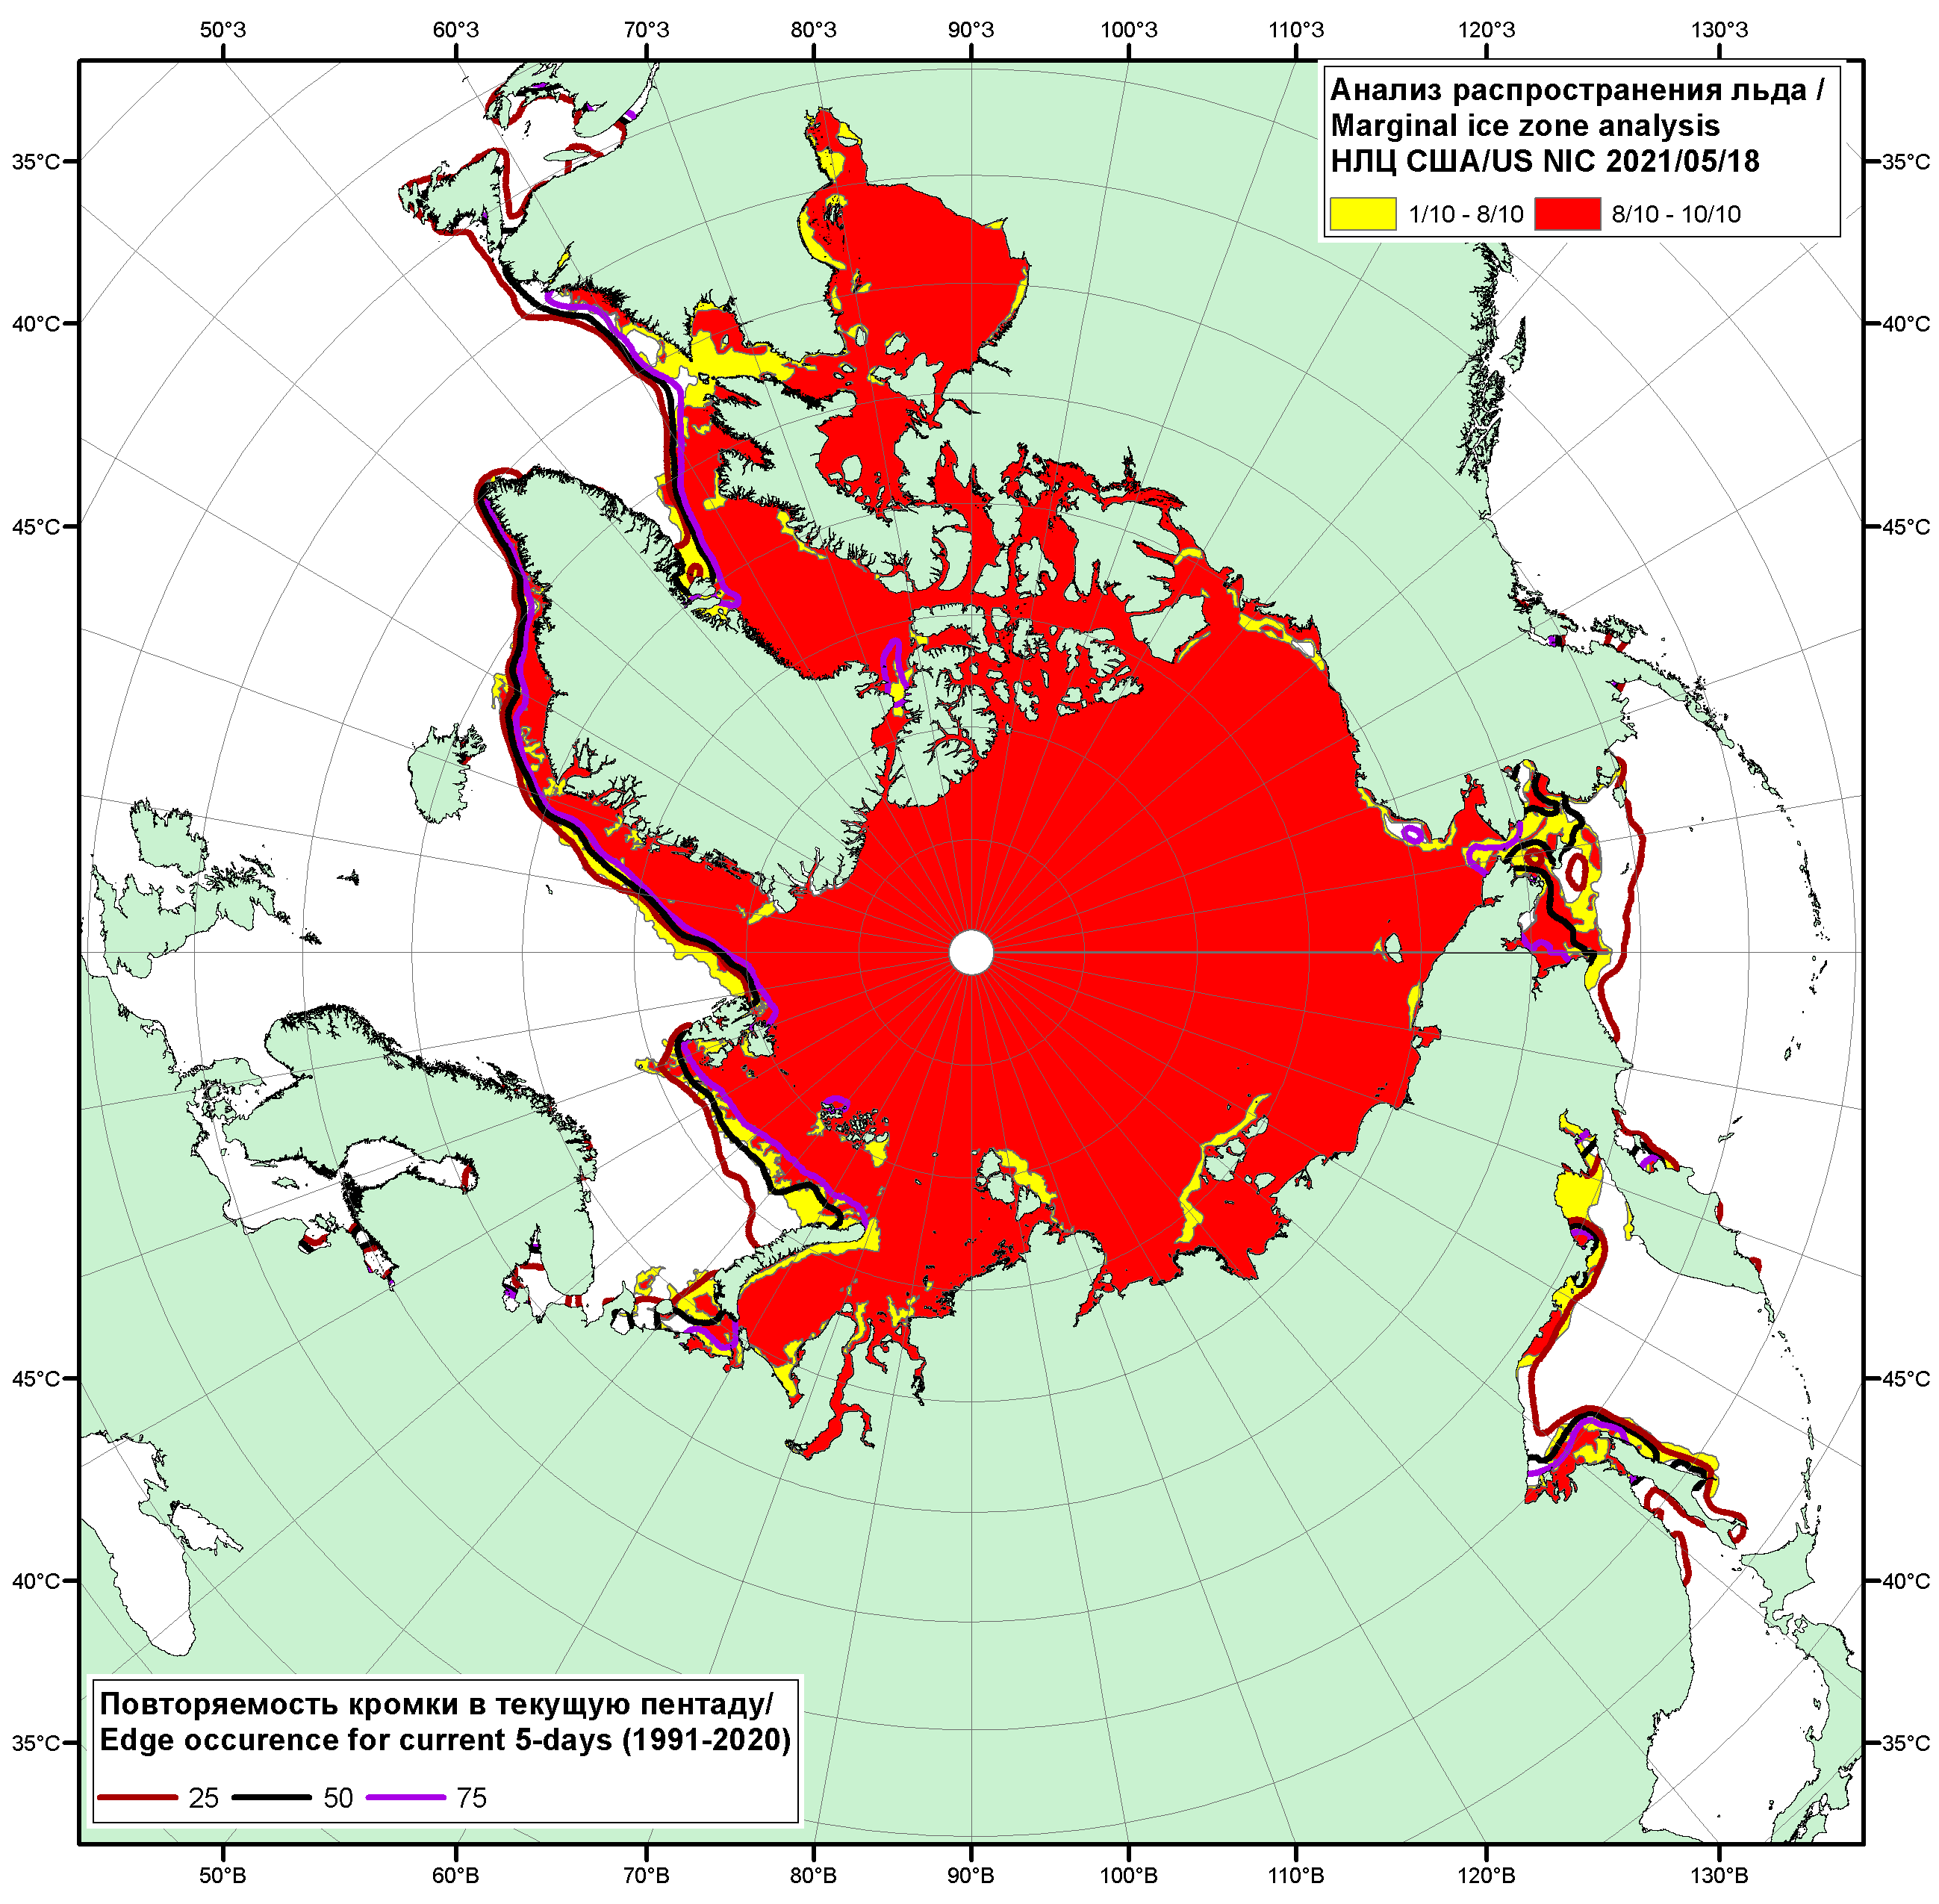 50°З 60°З 70°З 80°З 90°З 100°З 110°З 120°З 130°З
Анализ распространения льда /
Marginal ice zone analysis
НЛЦ США/US NIC 2021/05/18
1/10 - 8/10 8/10 - 10/10
35°С 35°С
40°С 40°С
45°С 45°С
45°С 45°С
40°С 40°С
35°С 35°С
Повторяемость кромки в текущую пентаду/
Edge occurence for current 5-days (1991-2020)
25 50 75
50°В 60°В 70°В 80°В 90°В 100°В 110°В 120°В 130°В